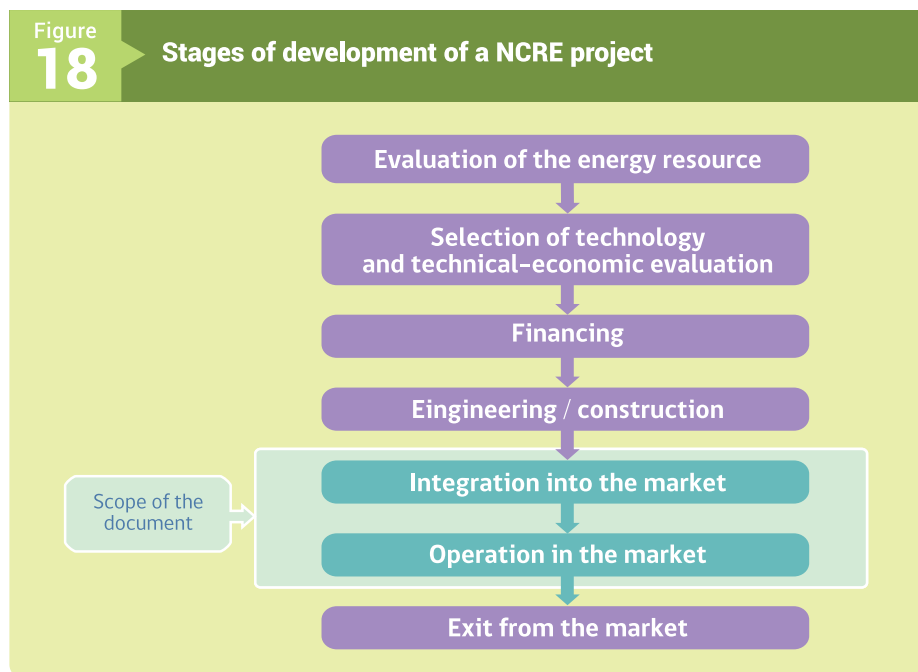 Figure
18
Stages of development of a NCRE project
Evaluation of the energy resource
Selection of technology
and technical-economic evaluation
Financing
Eingineering / construction
Integration into the market
Scope of the
document
Operation in the market
Exit from the market